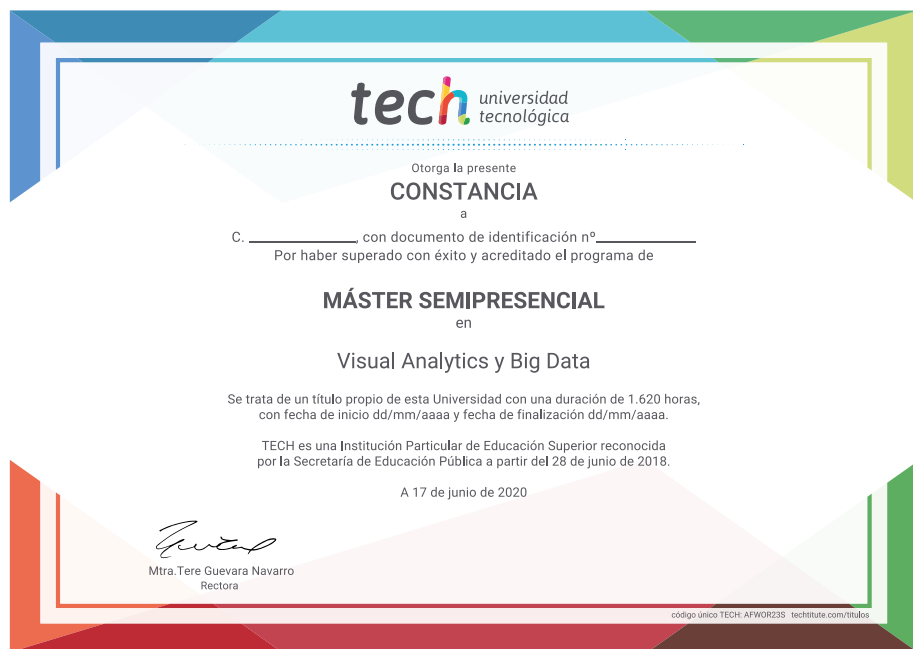 tech universidad
tecnológica
Otorga la presente
CONSTANCIA
a
C. ____________, con documento de identificación nº____________
Por haber superado con éxito y acreditado el programa de
MÁSTER SEMIPRESENCIAL
en
Visual Analytics y Big Data
Se trata de un título propio de esta Universidad con una duración de 1.620 horas,
con fecha de inicio dd/mm/aaaa y fecha de finalización dd/mm/aaaa.
TECH es una Institución Particular de Educación Superior reconocida
por la Secretaría de Educación Pública a partir del 28 de junio de 2018.
A 17 de junio de 2020
Mtra.Tere Guevara Navarro
Rectora
código único TECH: AFWOR23S techtitute.com/titulos